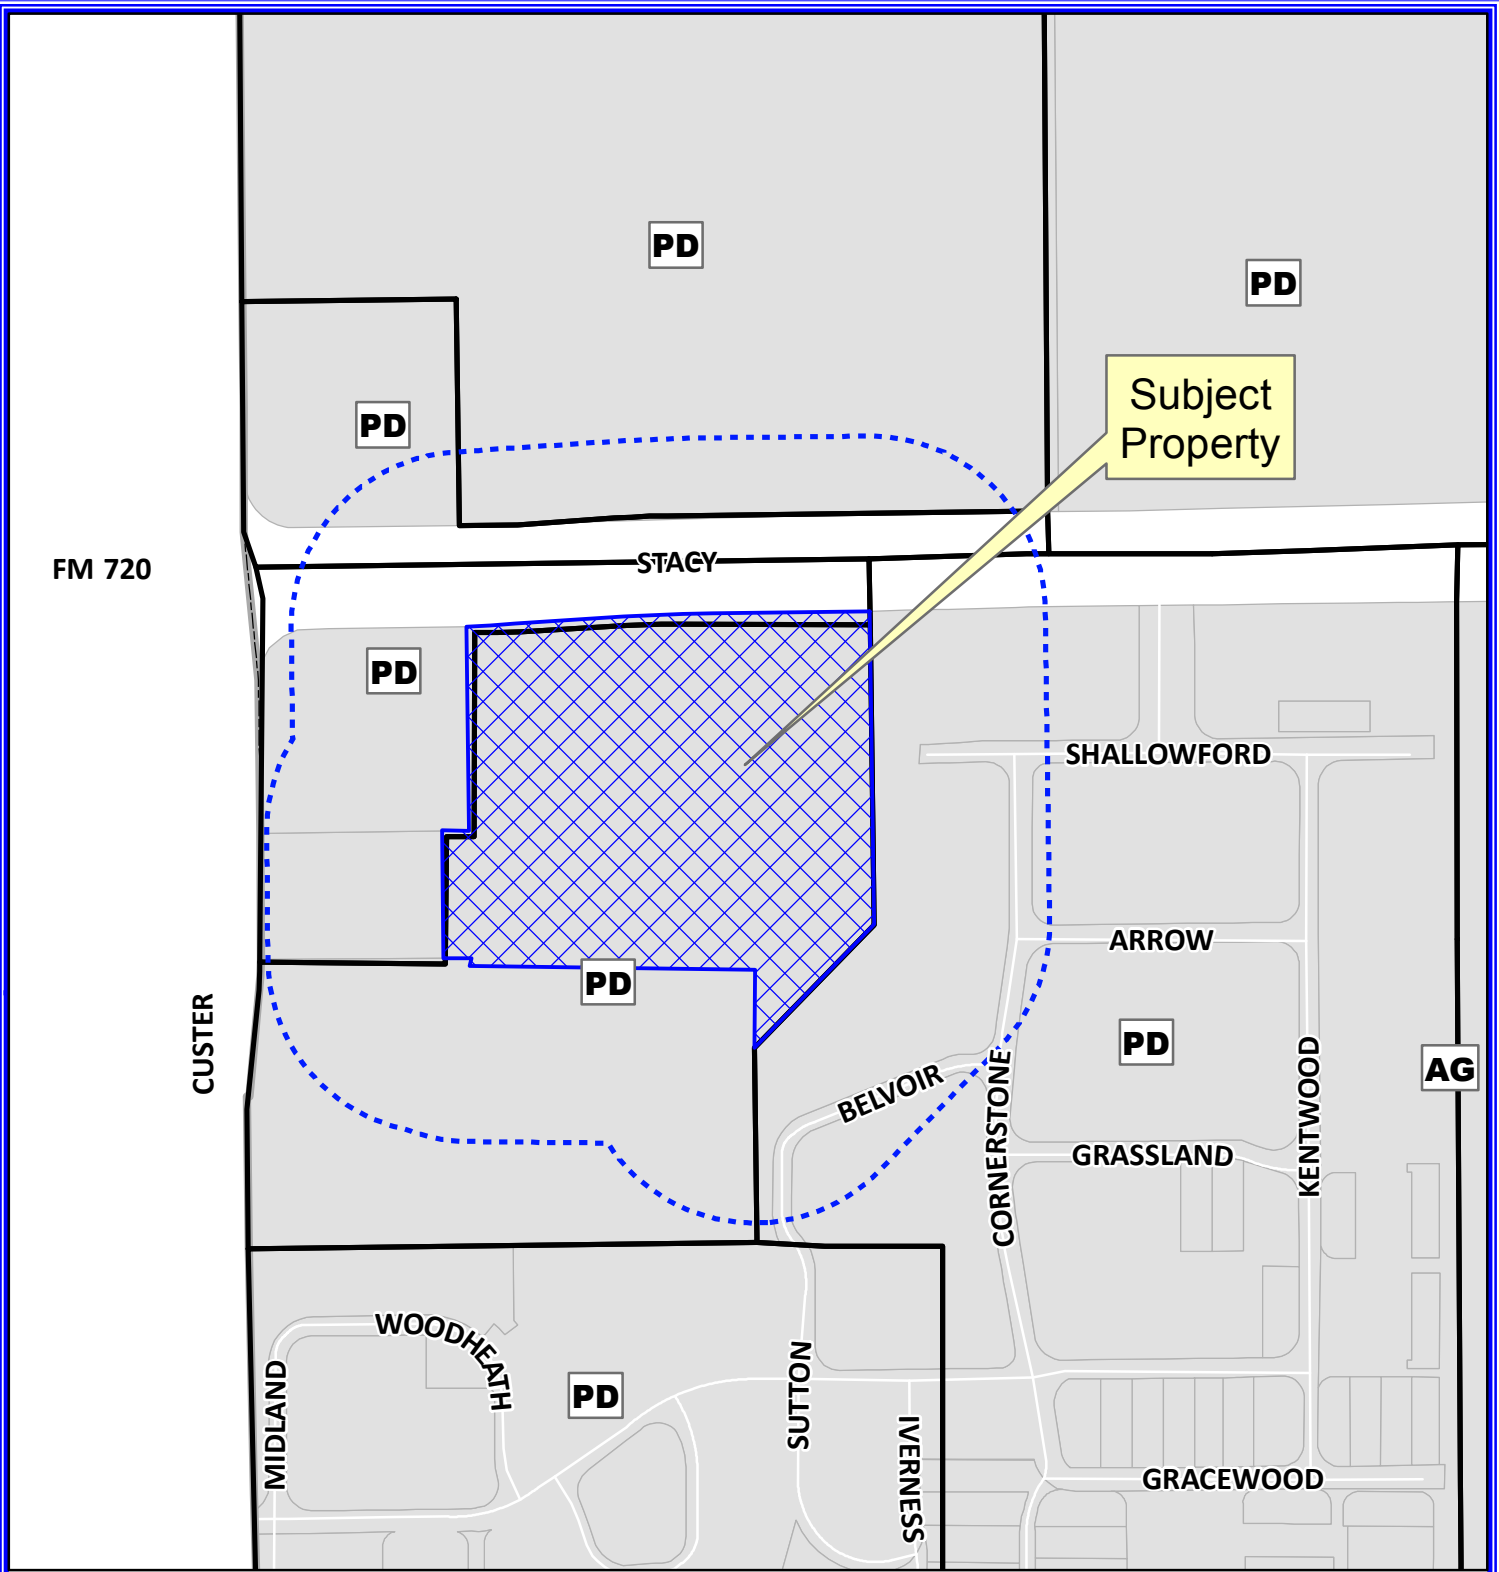 PD
PD
Subject
Property
PD
FM 720
STACY
PD
SHALLOWFORD
ARROW
PD
CUSTER
PD
AG
BELVOIR
CORNERSTONE
KENTWOOD
GRASSLAND
WOODHEATH
MIDLAND
PD
SUTTON
IVERNESS
GRACEWOOD